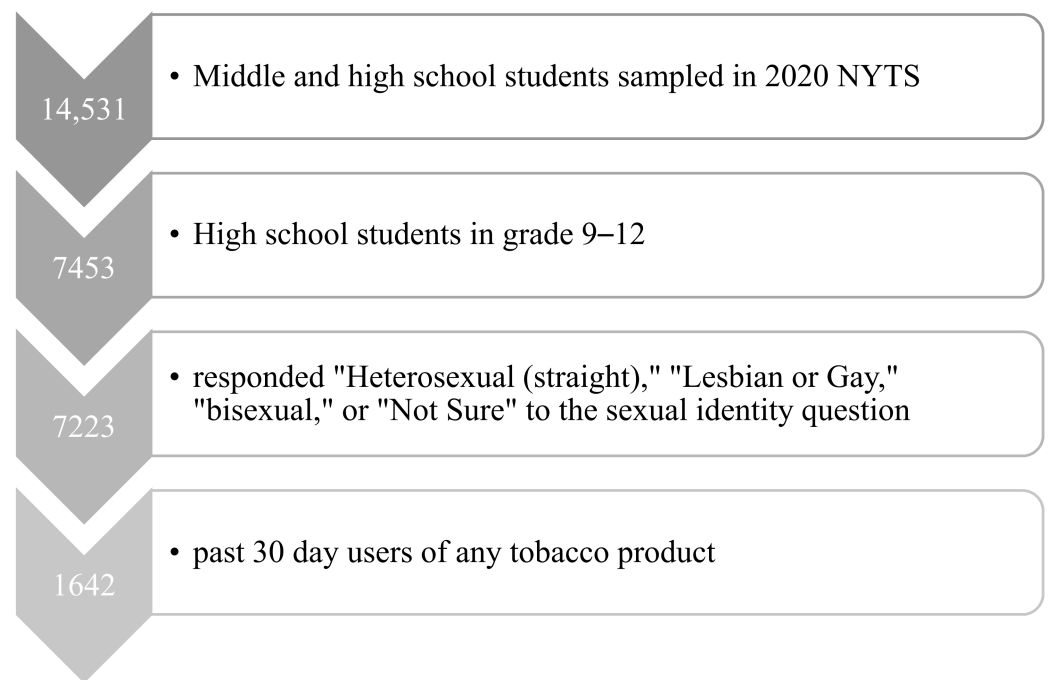 14,531
• Middle and high school students sampled in 2020 NYTS
7453
• High school students in grade 9–12
7223
• responded "Heterosexual (straight)," "Lesbian or Gay,"
"bisexual," or "Not Sure" to the sexual identity question
1642
• past 30 day users of any tobacco product